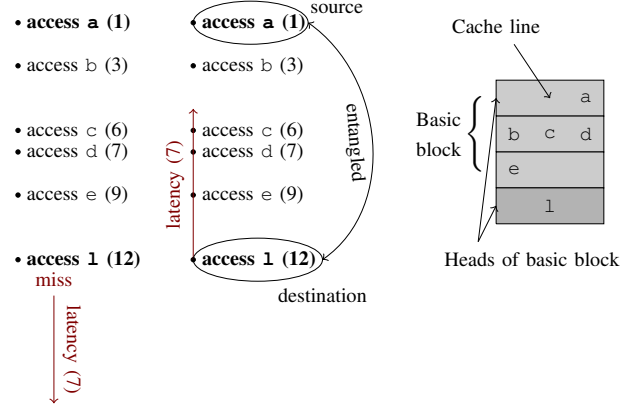 access a (1)
access b (3)
access c (6)
access d (7)
access e (9)
access l (12)
miss
latency (7)
source
access a (1)
access b (3)
access c (6)
access d (7)
access e (9)
access l (12)
latency (7)
entangled
destination
Cache line
a
Basic
block
b c d
e
l
Heads of basic block